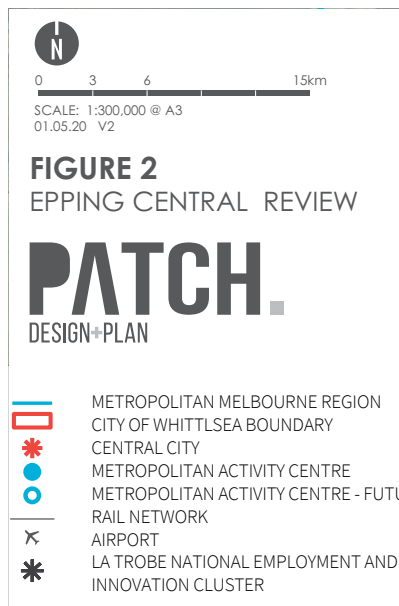 N
0 3 6 15km
SCALE: 1:300,000 @ A3
01.05.20 V2
FIGURE 2
EPPING CENTRAL REVIEW
PATCH.
DESIGN+PLAN
METROPOLITAN MELBOURNE REGION
CITY OF WHITTLSEA BOUNDARY
CENTRAL CITY
METROPOLITAN ACTIVITY CENTRE
METROPOLITAN ACTIVITY CENTRE - FUTU
RAIL NETWORK
AIRPORT
LA TROBE NATIONAL EMPLOYMENT AND
INNOVATION CLUSTER